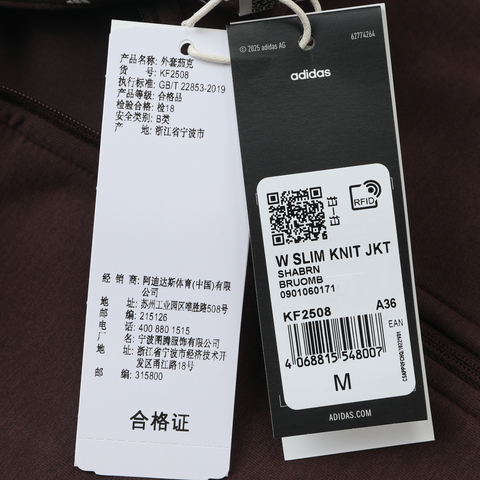 产品名称: 外套茄克
货 号: KF2508
执行标准: GB/T 22853-2019
产品等级: 合格品
检验合格: 检18
安全类别: B类
产 地: 浙江省宁波市
经 销 商: 阿迪达斯体育(中国)有限
公司
地 址: 苏州工业园区唯胜路508号
邮 编: 215126
电 话: 400 880 1515
厂 名: 宁波图腾服饰有限公司
地 址: 浙江省宁波市经济技术开
发区甬江路18号
邮 编: 315800
合格证
© 2025 adidas AG
62774264
adidas
RFID
W SLIM KNIT JKT
SHABRN
BRUOMB
0901060171
KF2508
A36
EAN
4 068815 548007
M
ADIDAS.COM